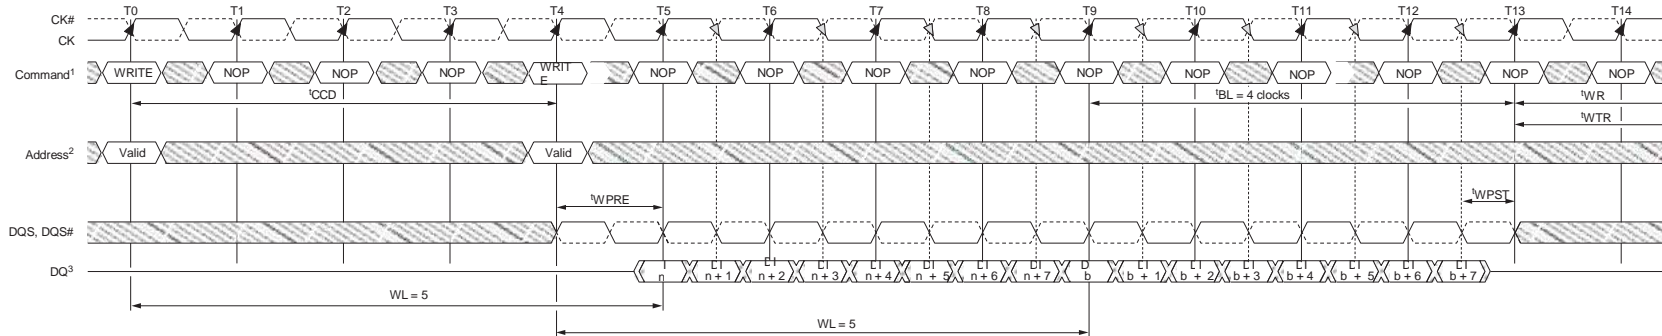 T0 T1 T2 T3 T4 T5 T6 T7 T8 T9 T10 T11 T12 T13 T14
CK#
CK
Command1 WRITE NOP NOP NOP WRIT NOP NOP NOP NOP NOP NOP NOP NOP NOP NOP
E
tCCD tBL = 4 clocks tWR
tWTR
Address2 Valid Valid
tWPRE tWPST
DQS, DQS#
DQ3 n n + 1 n + 2 n + 3 n + 4 n + 5 n + 6 n + 7 b b + 1 b + 2 b + 3 b + 4 b + 5 b + 6 b + 7
WL = 5
WL = 5